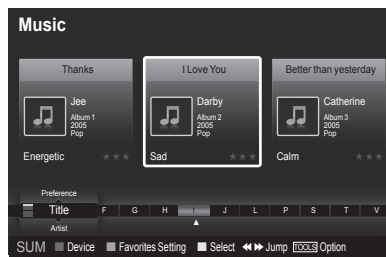 Music
Thanks
I Love You
Better than yesterday
Jee
Album 1
2005
Pop
Darby
Album 2
2005
Pop
Catherine
Album 3
2005
Pop
Energetic
Sad
Calm
Preference
Title F G H I J L P S T V
Artist
SUM Device Favorites Setting Select Jump TOOLS Option